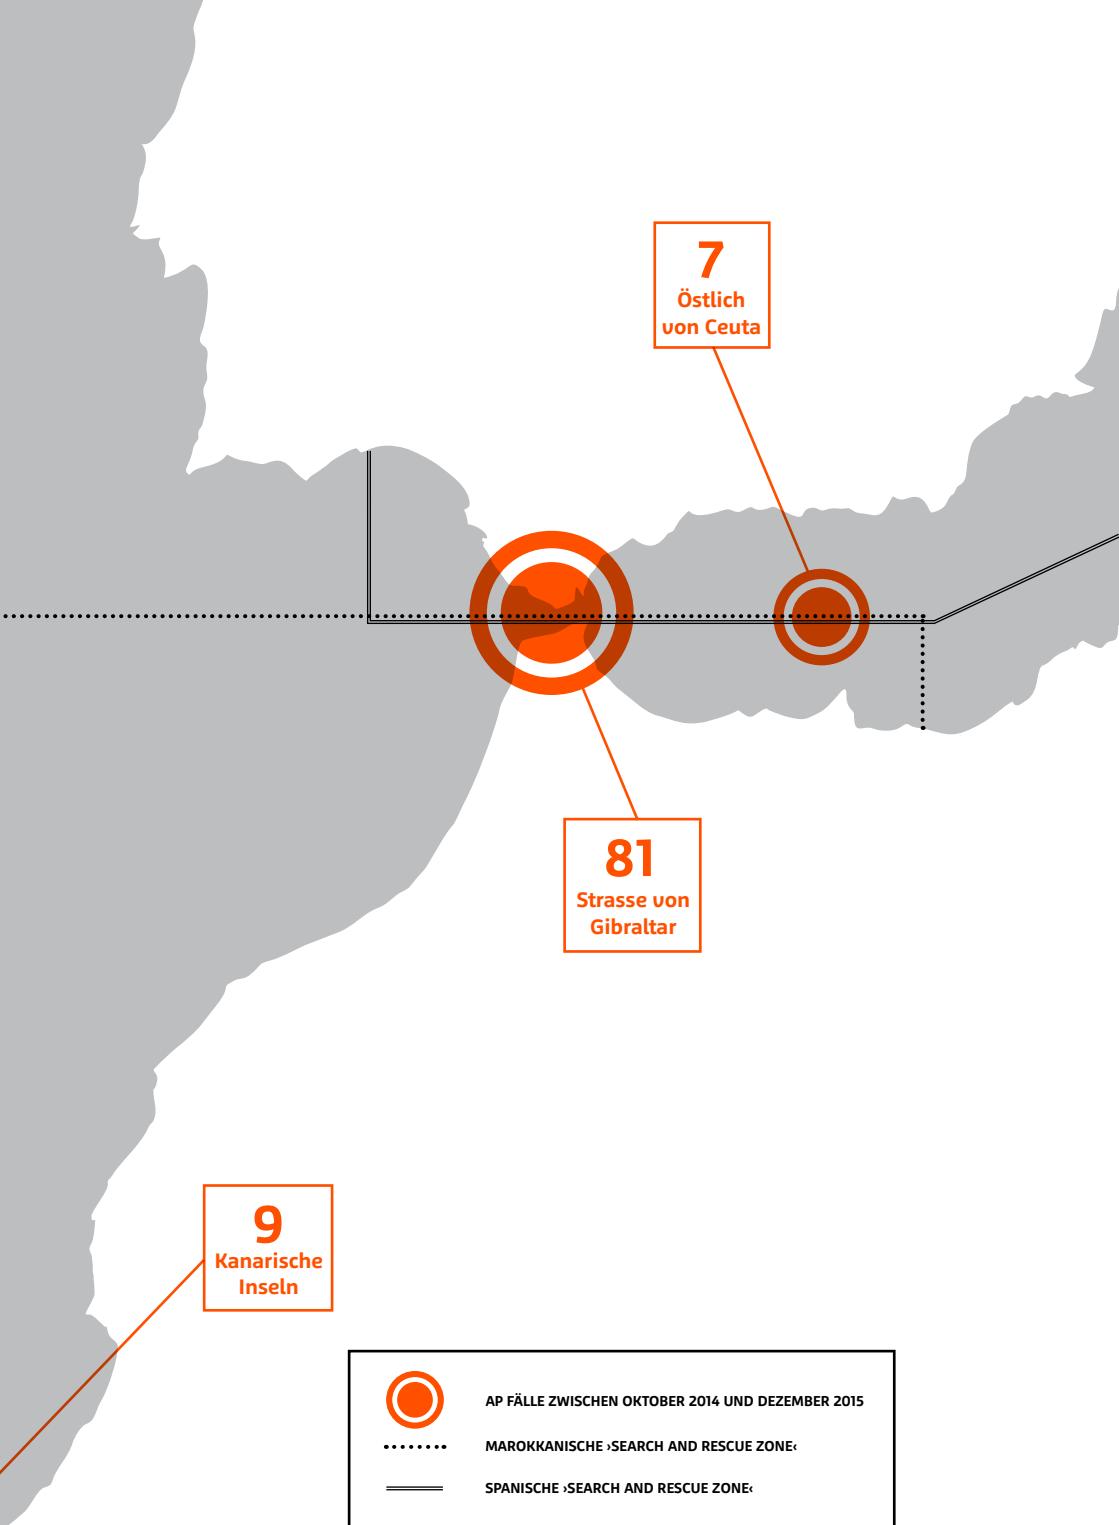 7
Östlich
von Ceuta
81
Strasse von
Gibraltar
9
Kanarische
Inseln
AP FÄLLE ZWISCHEN OKTOBER 2014 UND DEZEMBER 2015
MAROKKANISCHE ›SEARCH AND RESCUE ZONE‹
SPANISCHE ›SEARCH AND RESCUE ZONE‹